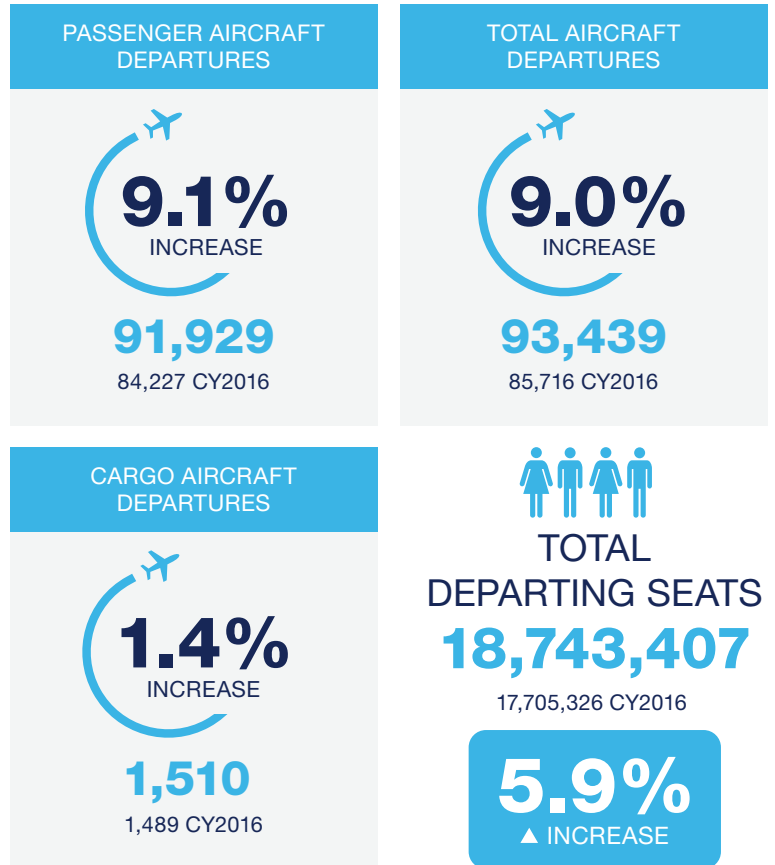 PASSENGER AIRCRAFT
DEPARTURES
9.1%
INCREASE
91,929
84,227 CY2016
TOTAL AIRCRAFT
DEPARTURES
9.0%
INCREASE
93,439
85,716 CY2016
CARGO AIRCRAFT
DEPARTURES
1.4%
INCREASE
1,510
1,489 CY2016
TOTAL
DEPARTING SEATS
18,743,407
17,705,326 CY2016
5.9%
▲ INCREASE